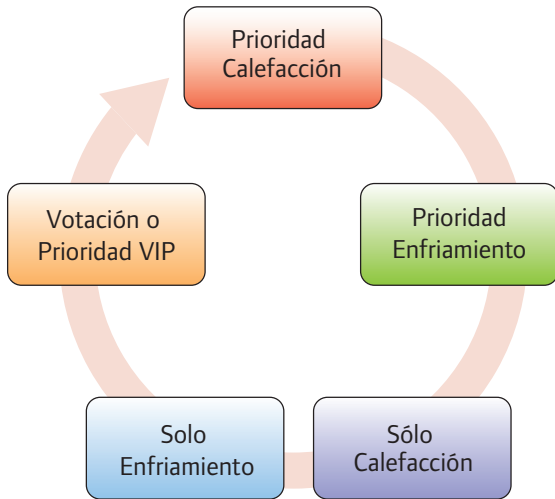 Prioridad
Calefacción
Prioridad
Enfriamiento
Sólo
Calefacción
Solo
Enfriamiento
Votación o
Prioridad VIP